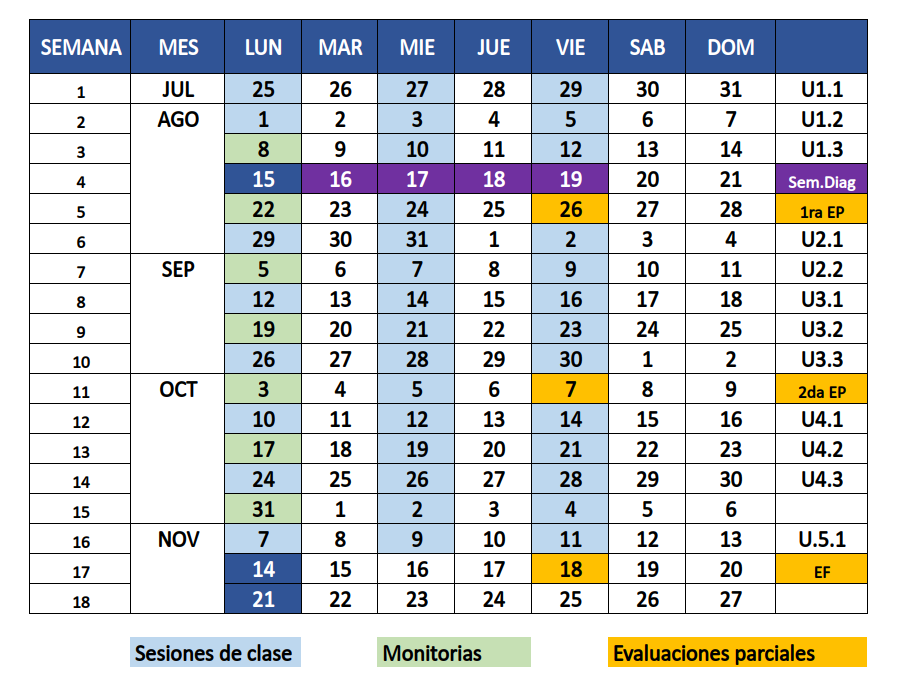 SEMANA MES LUN MAR MIE JUE VIE SAB DOM
1 JUL 25 26 27 28 29 30 31 U1.1
2 AGO 1 2 3 4 5 6 7 U1.2
3 8 9 10 11 12 13 14 U1.3
4 15 16 17 18 19 20 21 Sem.Diag
5 22 23 24 25 26 27 28 1ra EP
6 29 30 31 1 2 3 4 U2.1
7 SEP 5 6 7 8 9 10 11 U2.2
8 12 13 14 15 16 17 18 U3.1
9 19 20 21 22 23 24 25 U3.2
10 26 27 28 29 30 1 2 U3.3
11 OCT 3 4 5 6 7 8 9 2da EP
12 10 11 12 13 14 15 16 U4.1
13 17 18 19 20 21 22 23 U4.2
14 24 25 26 27 28 29 30 U4.3
15 31 1 2 3 4 5 6
16 NOV 7 8 9 10 11 12 13 U.5.1
17 14 15 16 17 18 19 20 EF
18 21 22 23 24 25 26 27
Sesiones de clase Monitorias Evaluaciones parciales